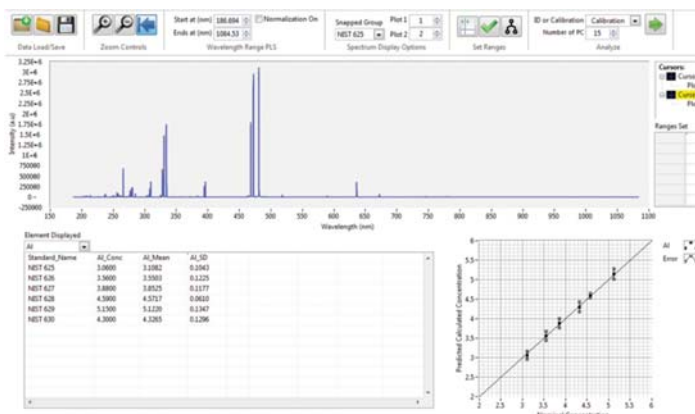 Start at (nm) 186.694 Normalization On
Ends at (nm) 1084.53
Snapped Group Plot 1 1
NIST 625 Plot 2 2
ID or Calibration Calibration
Number of PC 15
Data Load/Save Zoom Controls Wavelength Range PLS Spectrum Display Options Set Ranges Analyze
3.25E+6
3E+6
2.75E+6
2.5E+6
2.25E+6
2E+6
1.75E+6
1.5E+6
1.25E+6
1E+6
750000
500000
250000
0
-250000
Intensity (a.u)
150 200 250 300 350 400 450 500 550 600 650 700 750 800 850 900 950 1000 1050 1100
Wavelength (nm)
Cursors:
Curso
Plo
Curso
Plo
Ranges Set
Element Displayed
Al
Standard_Name Al_Conc Al_Mean Al_SD
NIST 625 3.0600 3.1082 0.1043
NIST 626 3.5600 3.5503 0.1225
NIST 627 3.8800 3.8525 0.1177
NIST 628 4.5900 4.5717 0.0610
NIST 629 5.1500 5.1220 0.1347
NIST 630 4.3000 4.3265 0.1296
Predicted Calculated Concentration
6
5.5
5
4.5
4
3.5
3
2.5
2
2 2.5 3 3.5 4 4.5 5 5.5 6
Al
Error